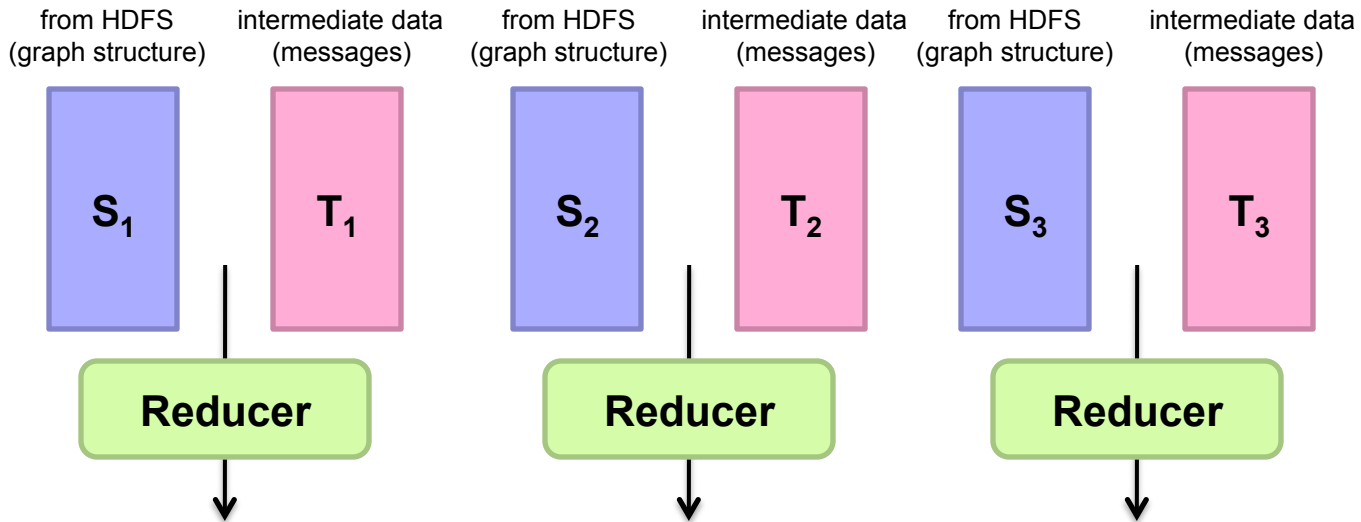 from HDFS
(graph structure)
intermediate data
(messages)
from HDFS
(graph structure)
intermediate data
(messages)
from HDFS
(graph structure)
intermediate data
(messages)
S1
T1
S2
T2
S3
T3
Reducer
Reducer
Reducer